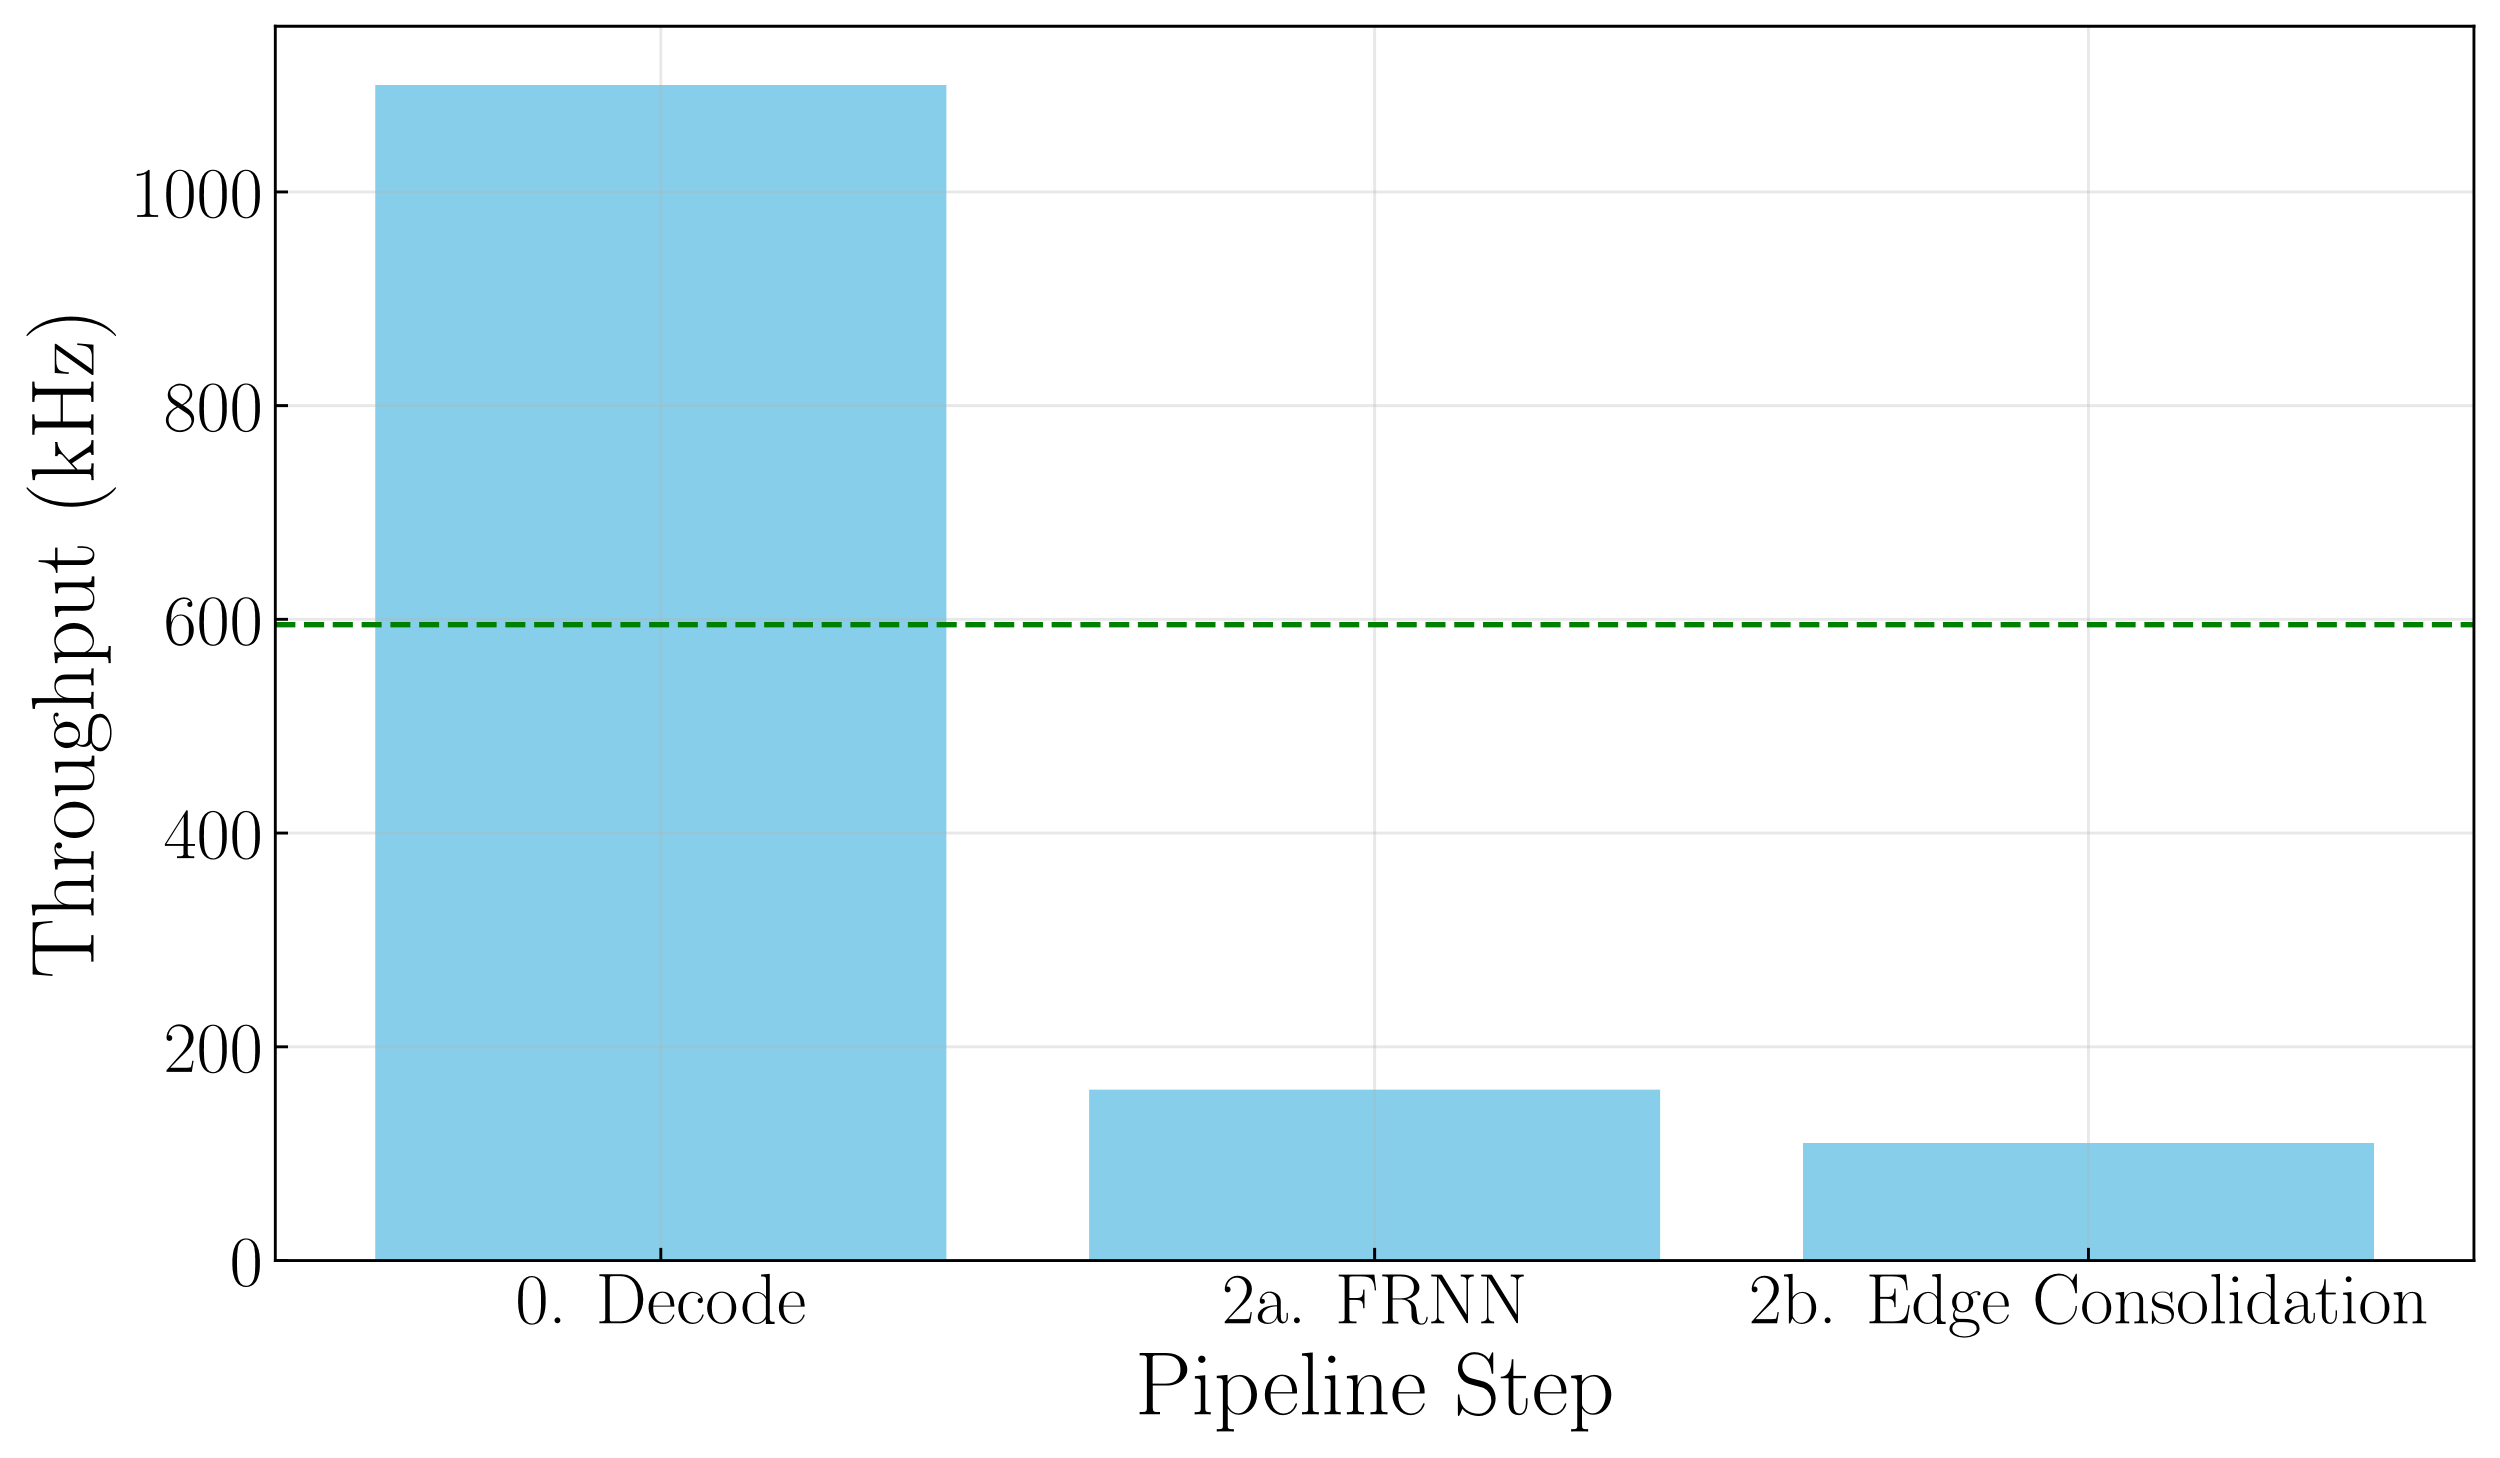 Throughput (kHz)
1000
800
600
400
200
0
0. Decode
2a. FRNN
2b. Edge Consolidation
Pipeline Step